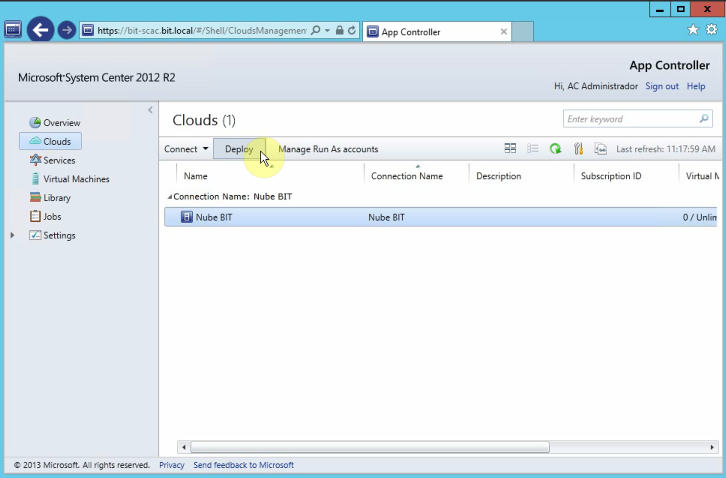 https://bit-scac.bit.local/#/Shell/CloudsManagemen
App Controller
Microsoft System Center 2012 R2
App Controller
Hi, AC Administrador Sign out Help
Overview
Clouds
Services
Virtual Machines
Library
Jobs
Settings
Clouds (1)
Enter keyword
Connect Deploy Manage Run As accounts Last refresh: 11:17:59 AM
Name Connection Name Description Subscription ID Virtual M
Connection Name: Nube BIT
Nube BIT Nube BIT 0 / Unlin
© 2013 Microsoft. All rights reserved. Privacy Send feedback to Microsoft